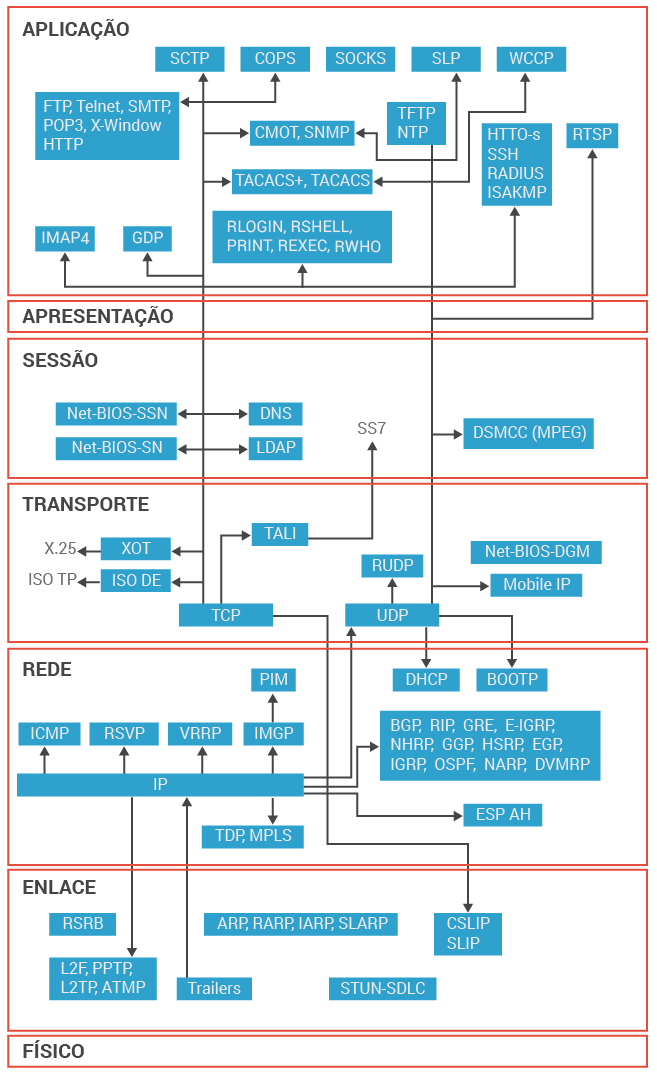 APLICAÇÃO
SCTP
COPS
SOCKS
SLP
WCCP
FTP, Telnet, SMTP,
POP3, X-Window
HTTP
TFTP
NTP
CMOT, SNMP
HTTO-s
SSH
RADIUS
ISAKMP
RTSP
TACACS+, TACACS
IMAP4
GDP
RLOGIN, RSHELL,
PRINT, REXEC, RWHO
APRESENTAÇÃO
SESSÃO
Net-BIOS-SSN
DNS
SS7
DSMCC (MPEG)
Net-BIOS-SN
LDAP
TRANSPORTE
TALI
X.25
XOT
Net-BIOS-DGM
RUDP
ISO TP
ISO DE
Mobile IP
TCP
UDP
REDE
PIM
DHCP
BOOTP
ICMP
RSVP
VRRP
IMGP
BGP, RIP, GRE, E-IGRP,
NHRP, GGP, HSRP, EGP,
IGRP, OSPF, NARP, DVMRP
IP
ESP AH
TDP, MPLS
ENLACE
RSRB
ARP, RARP, IARP, SLARP
CSLIP
SLIP
L2F, PPTP,
L2TP, ATMP
Trailers
STUN-SDLC
FÍSICO